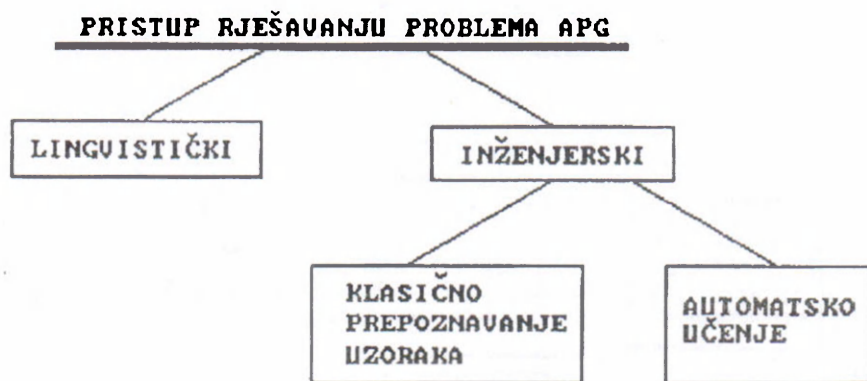 PRISTUP RJEŠAVANJU PROBLEMA APG
LINGVISTIČKI
INŽENJERSKI
KLASIČNO
PREPOZNAVANJE
UZORAKA
AUTOMATSKO
UČENJE